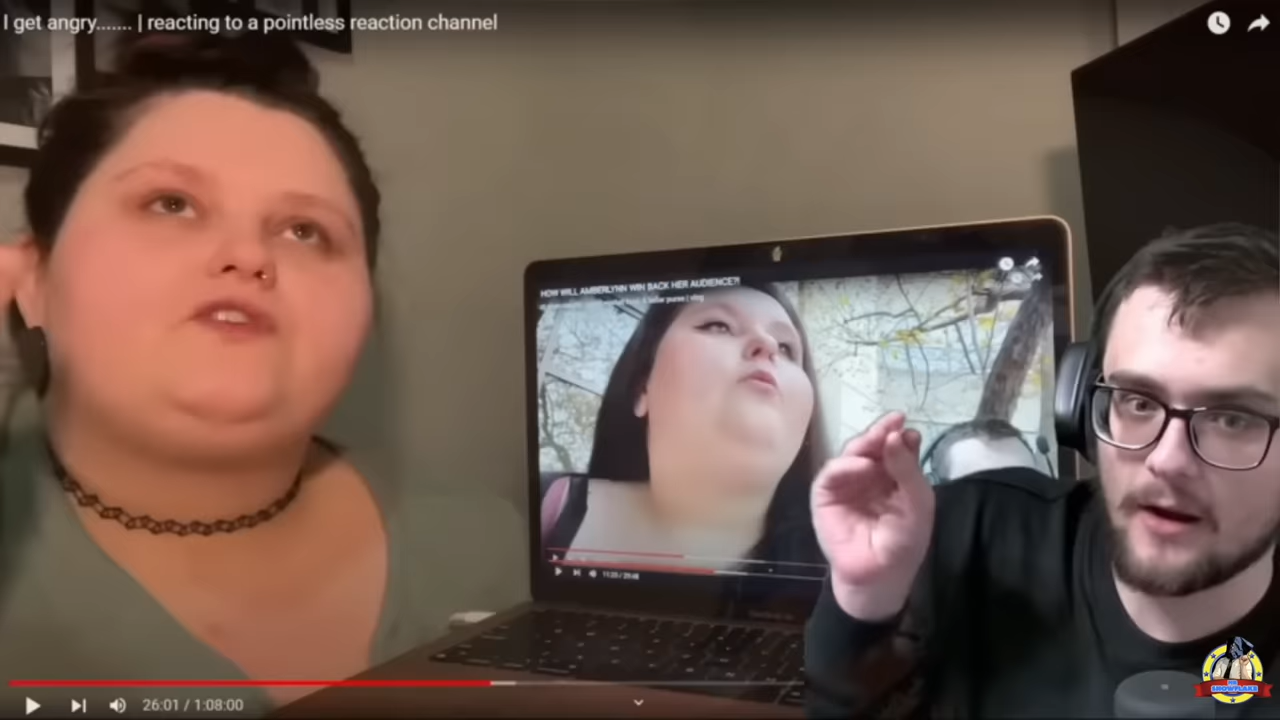 I get angry....... | reacting to a pointless reaction channel
HOW WILL AMBERLYNN WIN BACK HER AUDIENCE?!
26:01 / 1:08:00
SNOWFLAKE